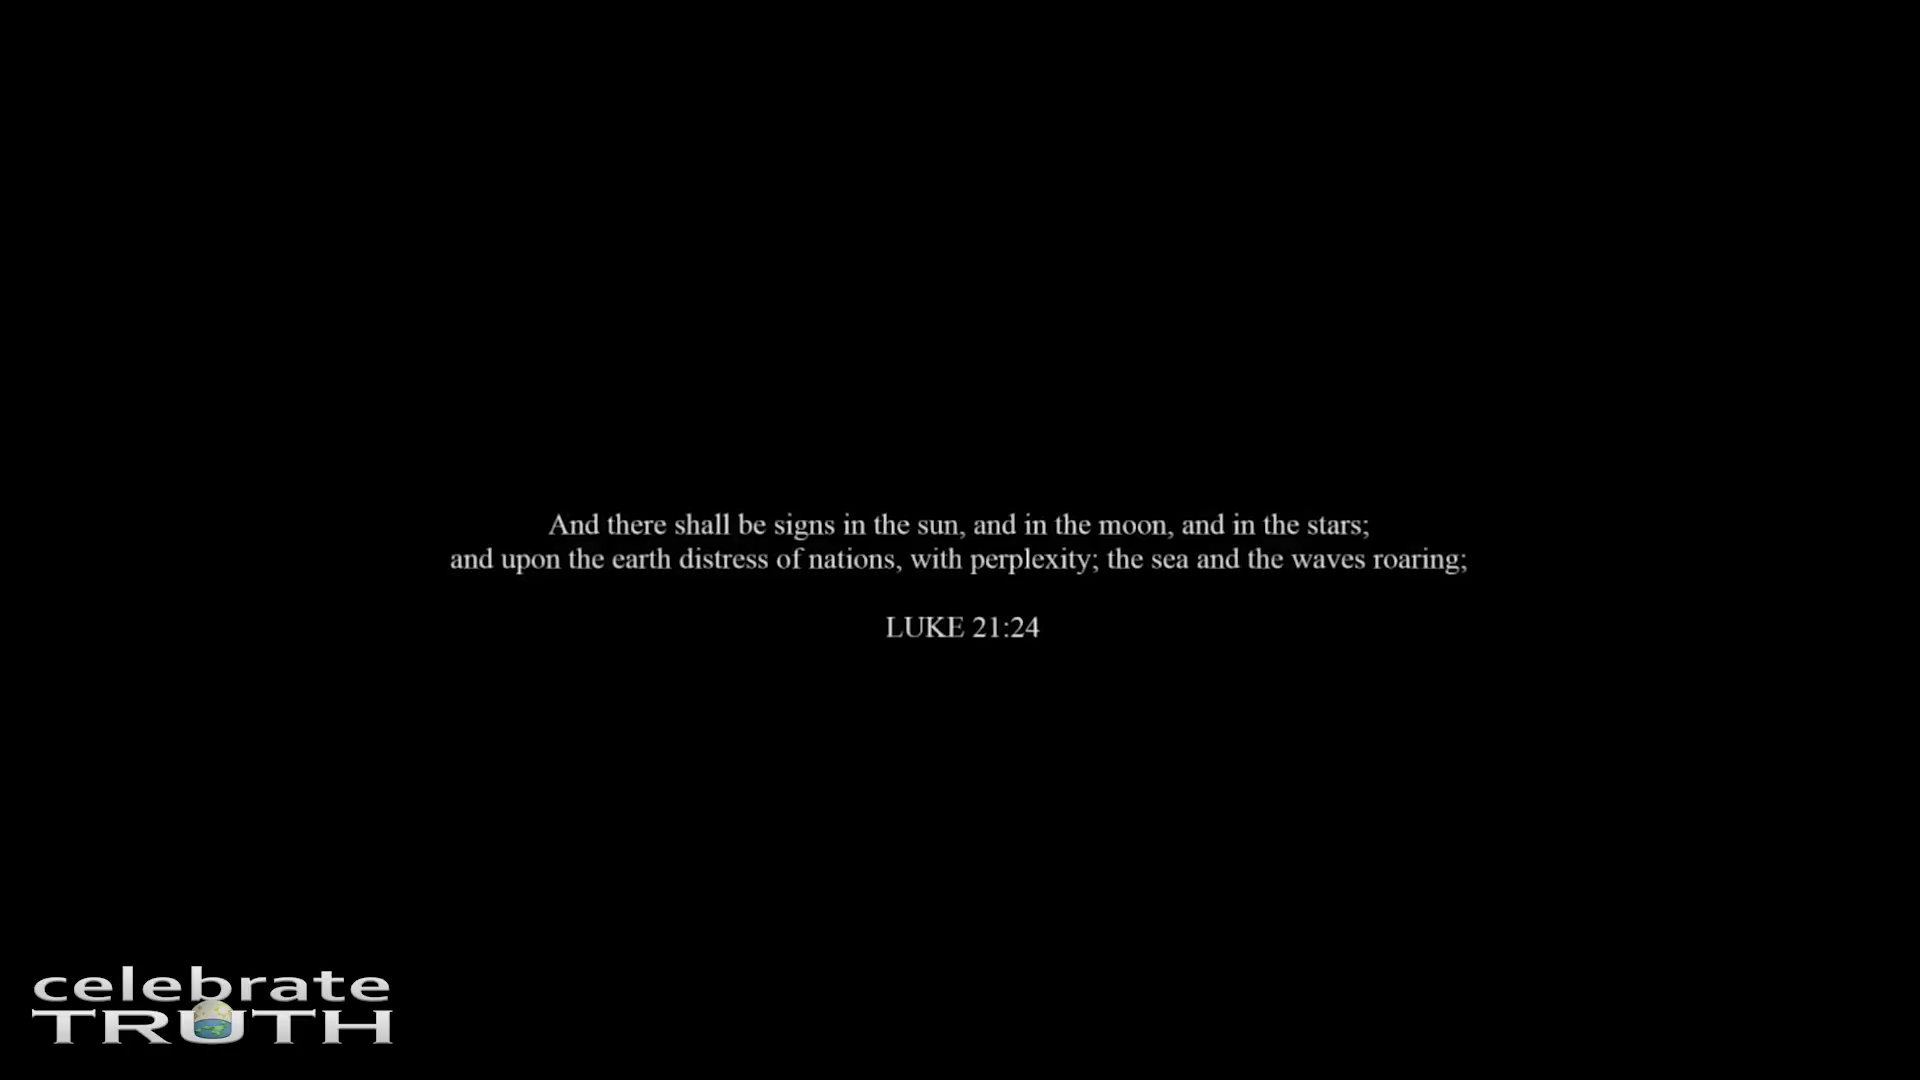 And there shall be signs in the sun, and in the moon, and in the stars;
and upon the earth distress of nations, with perplexity; the sea and the waves roaring;
LUKE 21:24
celebrate
TRUTH